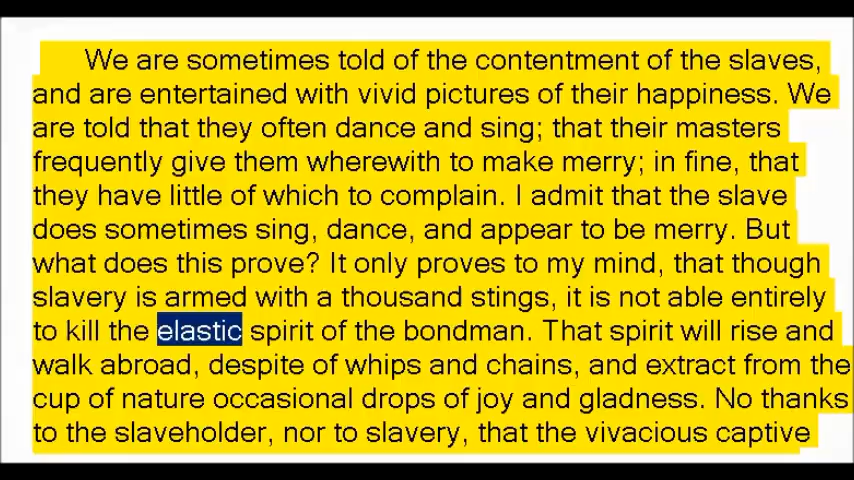 We are sometimes told of the contentment of the slaves,
and are entertained with vivid pictures of their happiness. We
are told that they often dance and sing; that their masters
frequently give them wherewith to make merry; in fine, that
they have little of which to complain. I admit that the slave
does sometimes sing, dance, and appear to be merry. But
what does this prove? It only proves to my mind, that though
slavery is armed with a thousand stings, it is not able entirely
to kill the elastic spirit of the bondman. That spirit will rise and
walk abroad, despite of whips and chains, and extract from the
cup of nature occasional drops of joy and gladness. No thanks
to the slaveholder, nor to slavery, that the vivacious captive